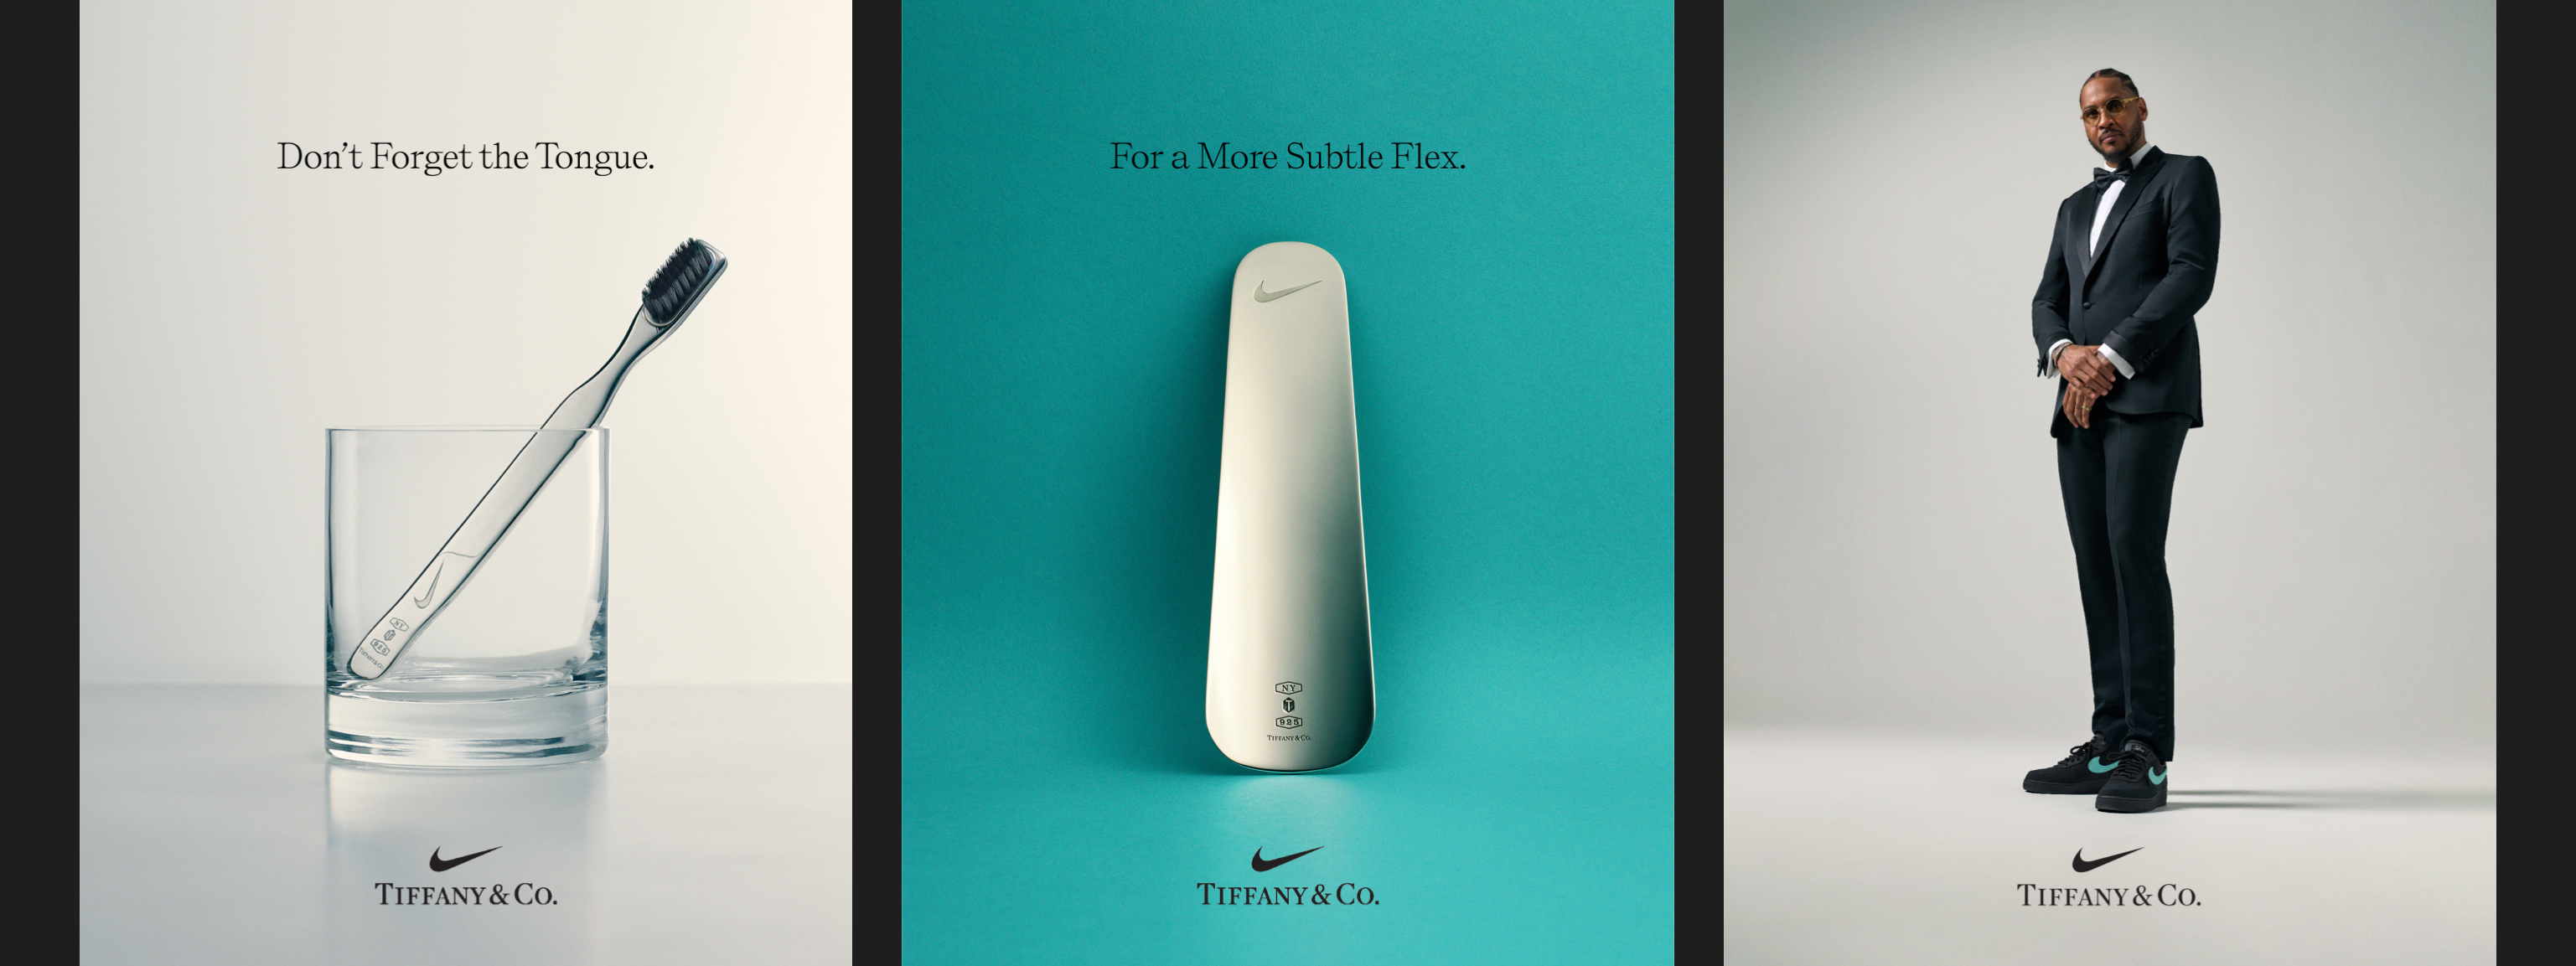 Don't Forget the Tongue.
NY
T
925
TIFFANY & CO.
TIFFANY & CO.
For a More Subtle Flex.
NY
T
925
TIFFANY & CO.
TIFFANY & CO.
TIFFANY & CO.